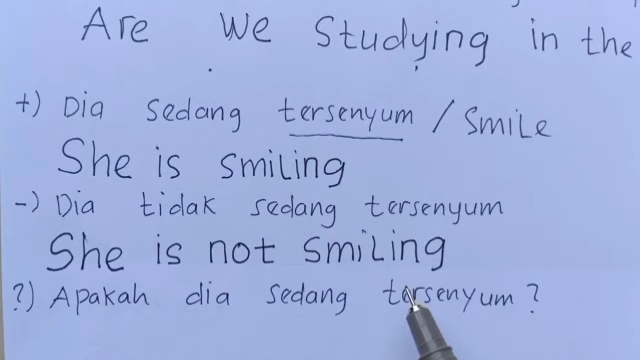 Are We Studying in the
+) Dia sedang tersenyum / Smile
She is smiling
-) Dia tidak sedang tersenyum
She is not smiling
?) Apakah dia sedang tersenyum ?